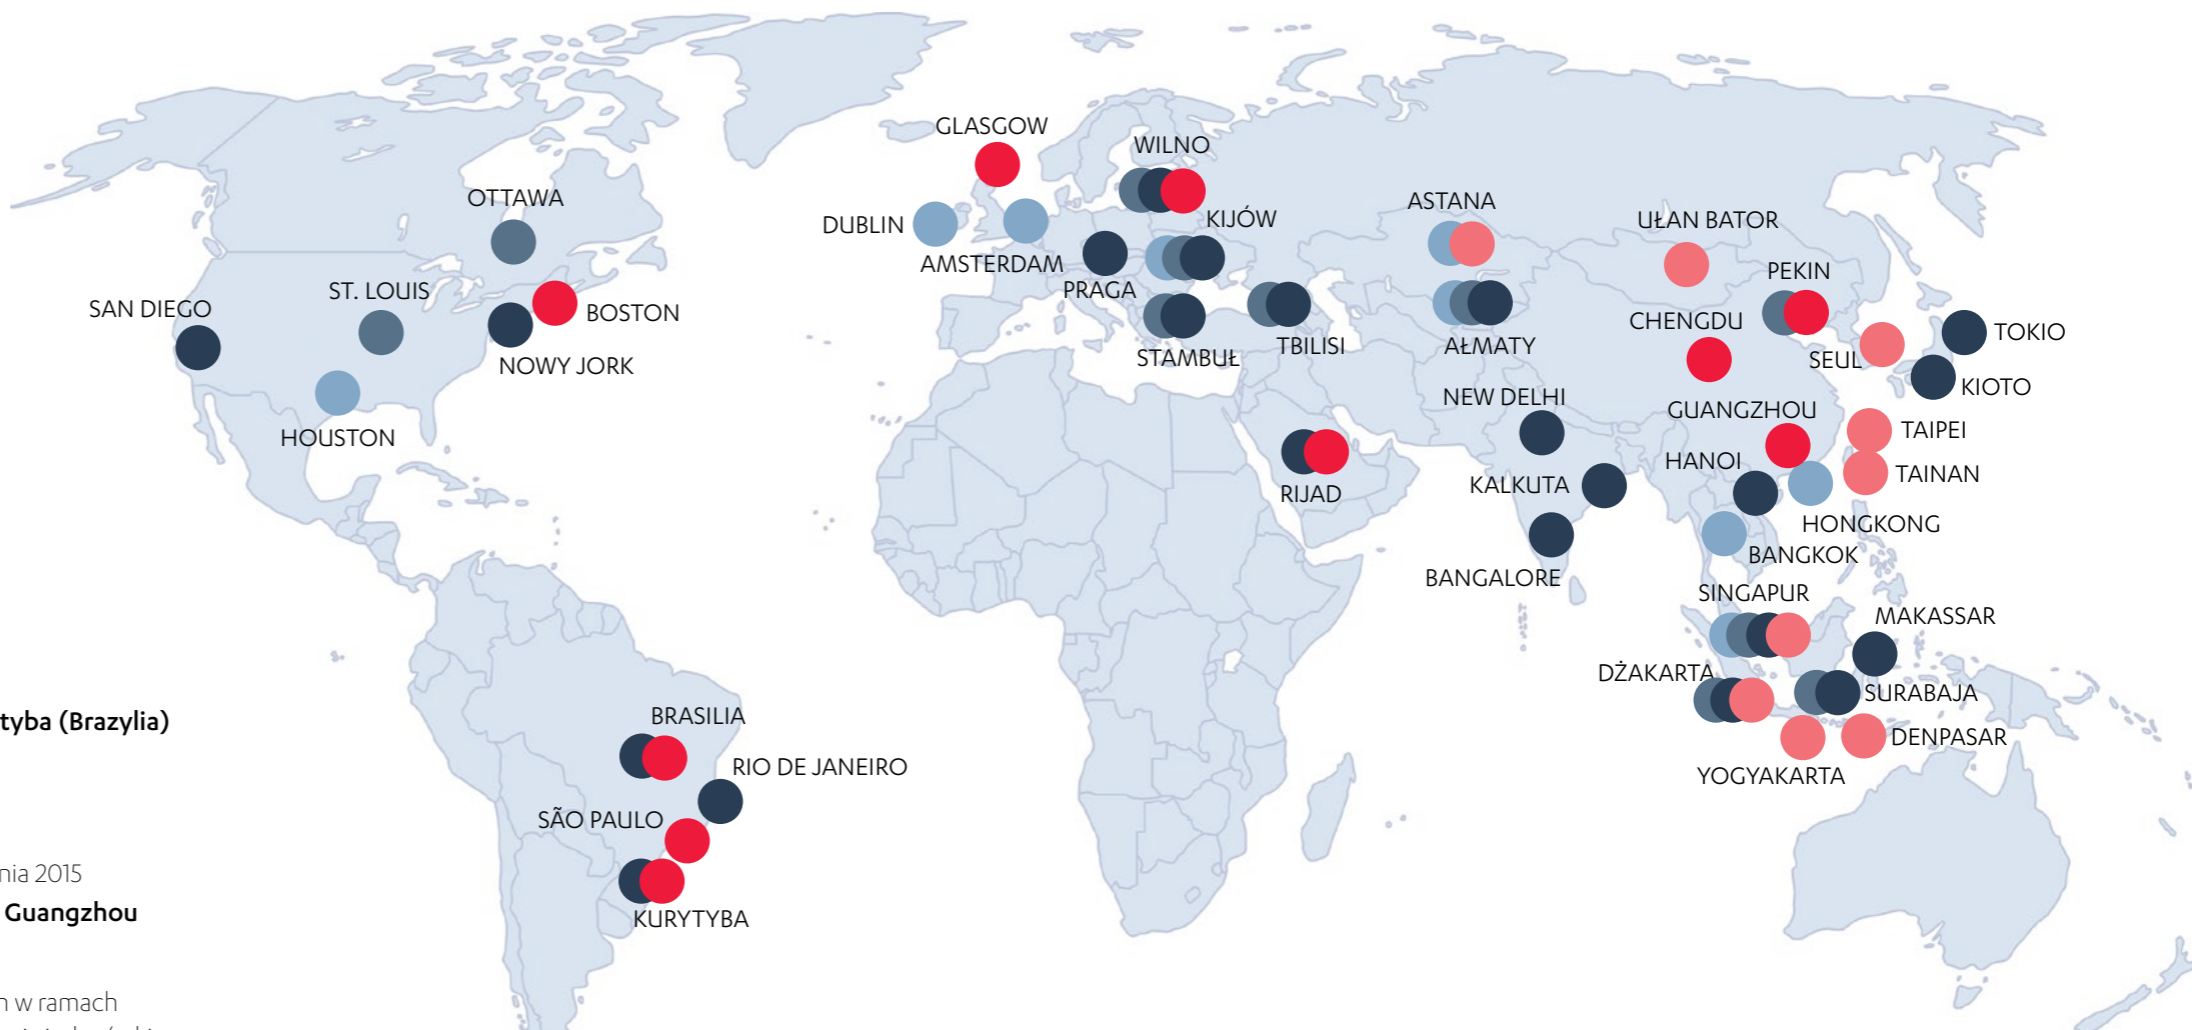 GLASGOW
WILNO
OTTAWA
DUBLIN
KIJÓW
ASTANA
UŁAN BATOR
AMSTERDAM
PRAGA
PEKIN
ST. LOUIS
SAN DIEGO
BOSTON
CHENGDU
TOKIO
NOWY JORK
STAMBUŁ
TBILISI
AŁMATY
SEUL
KIOTO
NEW DELHI
GUANGZHOU
TAIPEI
HOUSTON
HANOI
TAINAN
RIJAD
KALKUTA
HONGKONG
BANGKOK
BANGALORE
SINGAPUR
MAKASSAR
DŻAKARTA
SURABAJA
tyba (Brazylia)
BRASILIA
DENPASAR
RIO DE JANEIRO
YOGYAKARTA
SÃO PAULO
nia 2015
Guangzhou
KURYTYBA
w ramach